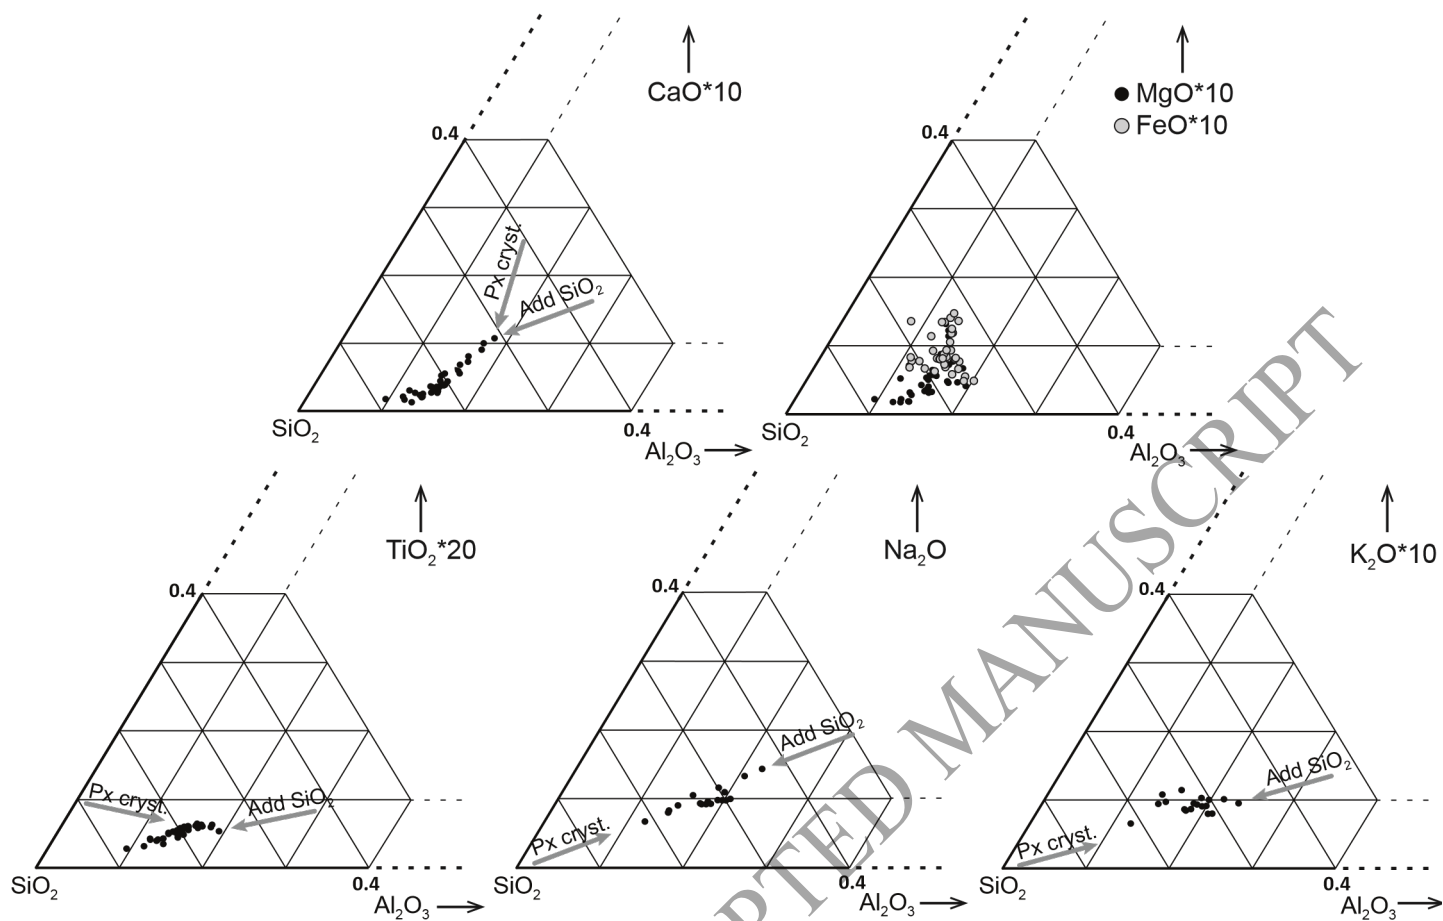 CaO*10
0.4
Px cryst.
Add SiO₂
SiO₂
0.4
Al₂O₃
MgO*10
FeO*10
0.4
SiO₂
0.4
Al₂O₃
TiO₂*20
0.4
Px cryst.
Add SiO₂
SiO₂
0.4
Al₂O₃
Na₂O
0.4
Add SiO₂
Px cryst.
SiO₂
0.4
Al₂O₃
K₂O*10
0.4
Add SiO₂
Px cryst.
SiO₂
0.4
Al₂O₃
PTED MANUSCRIPT